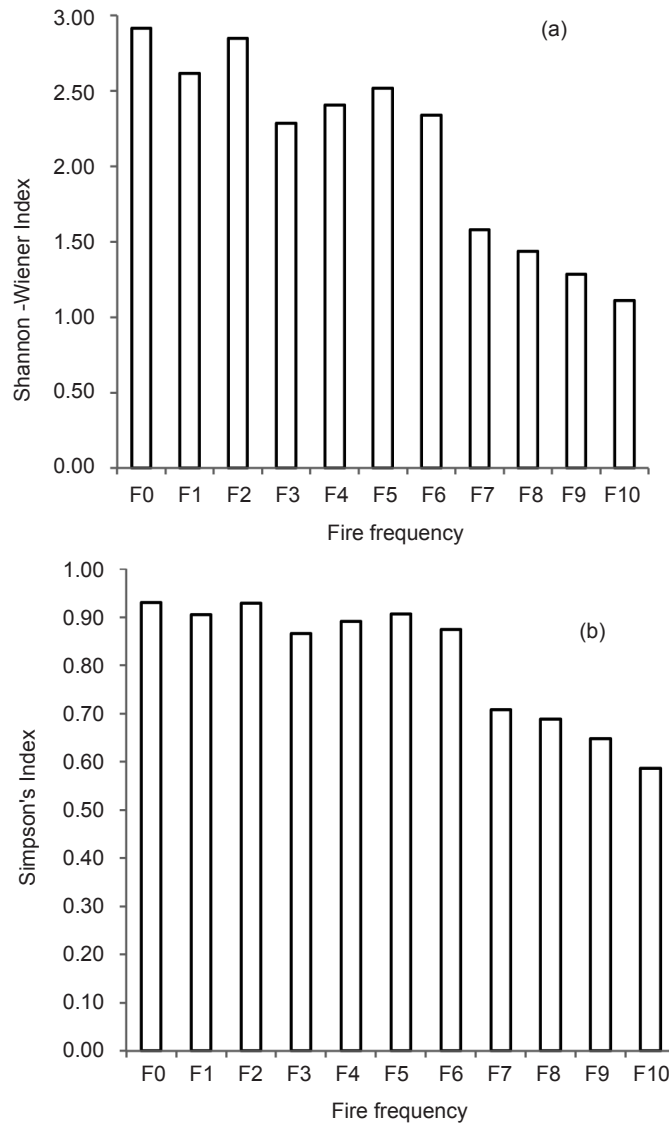 (a)
3.00
2.50
2.00
1.50
1.00
0.50
0.00
Shannon -Wiener Index
F0 F1 F2 F3 F4 F5 F6 F7 F8 F9 F10
Fire frequency
(b)
1.00
0.90
0.80
0.70
0.60
0.50
0.40
0.30
0.20
0.10
0.00
Simpson's Index
F0 F1 F2 F3 F4 F5 F6 F7 F8 F9 F10
Fire frequency